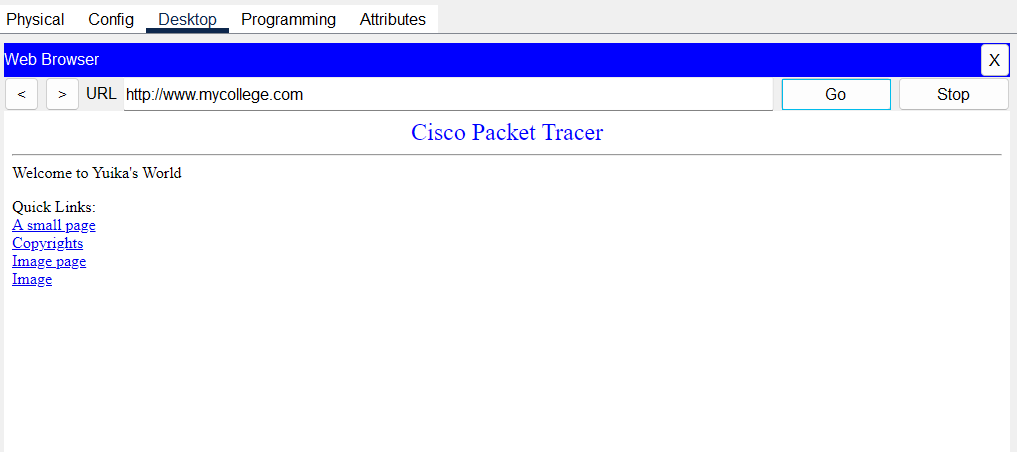 Physical Config Desktop Programming Attributes
Web Browser X
< > URL http://www.mycollege.com Go Stop
Cisco Packet Tracer
Welcome to Yuika's World
Quick Links:
A small page
Copyrights
Image page
Image